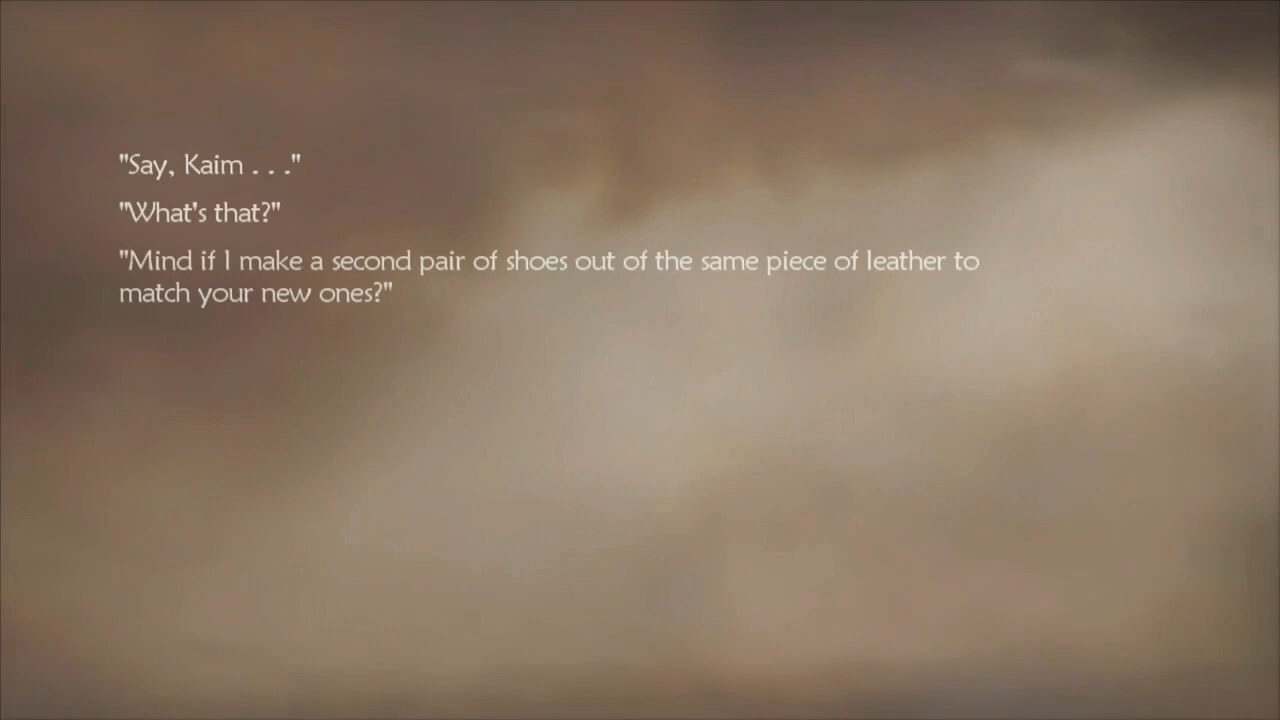 "Say, Kaim . . ."
"What's that?"
"Mind if I make a second pair of shoes out of the same piece of leather to
match your new ones?"